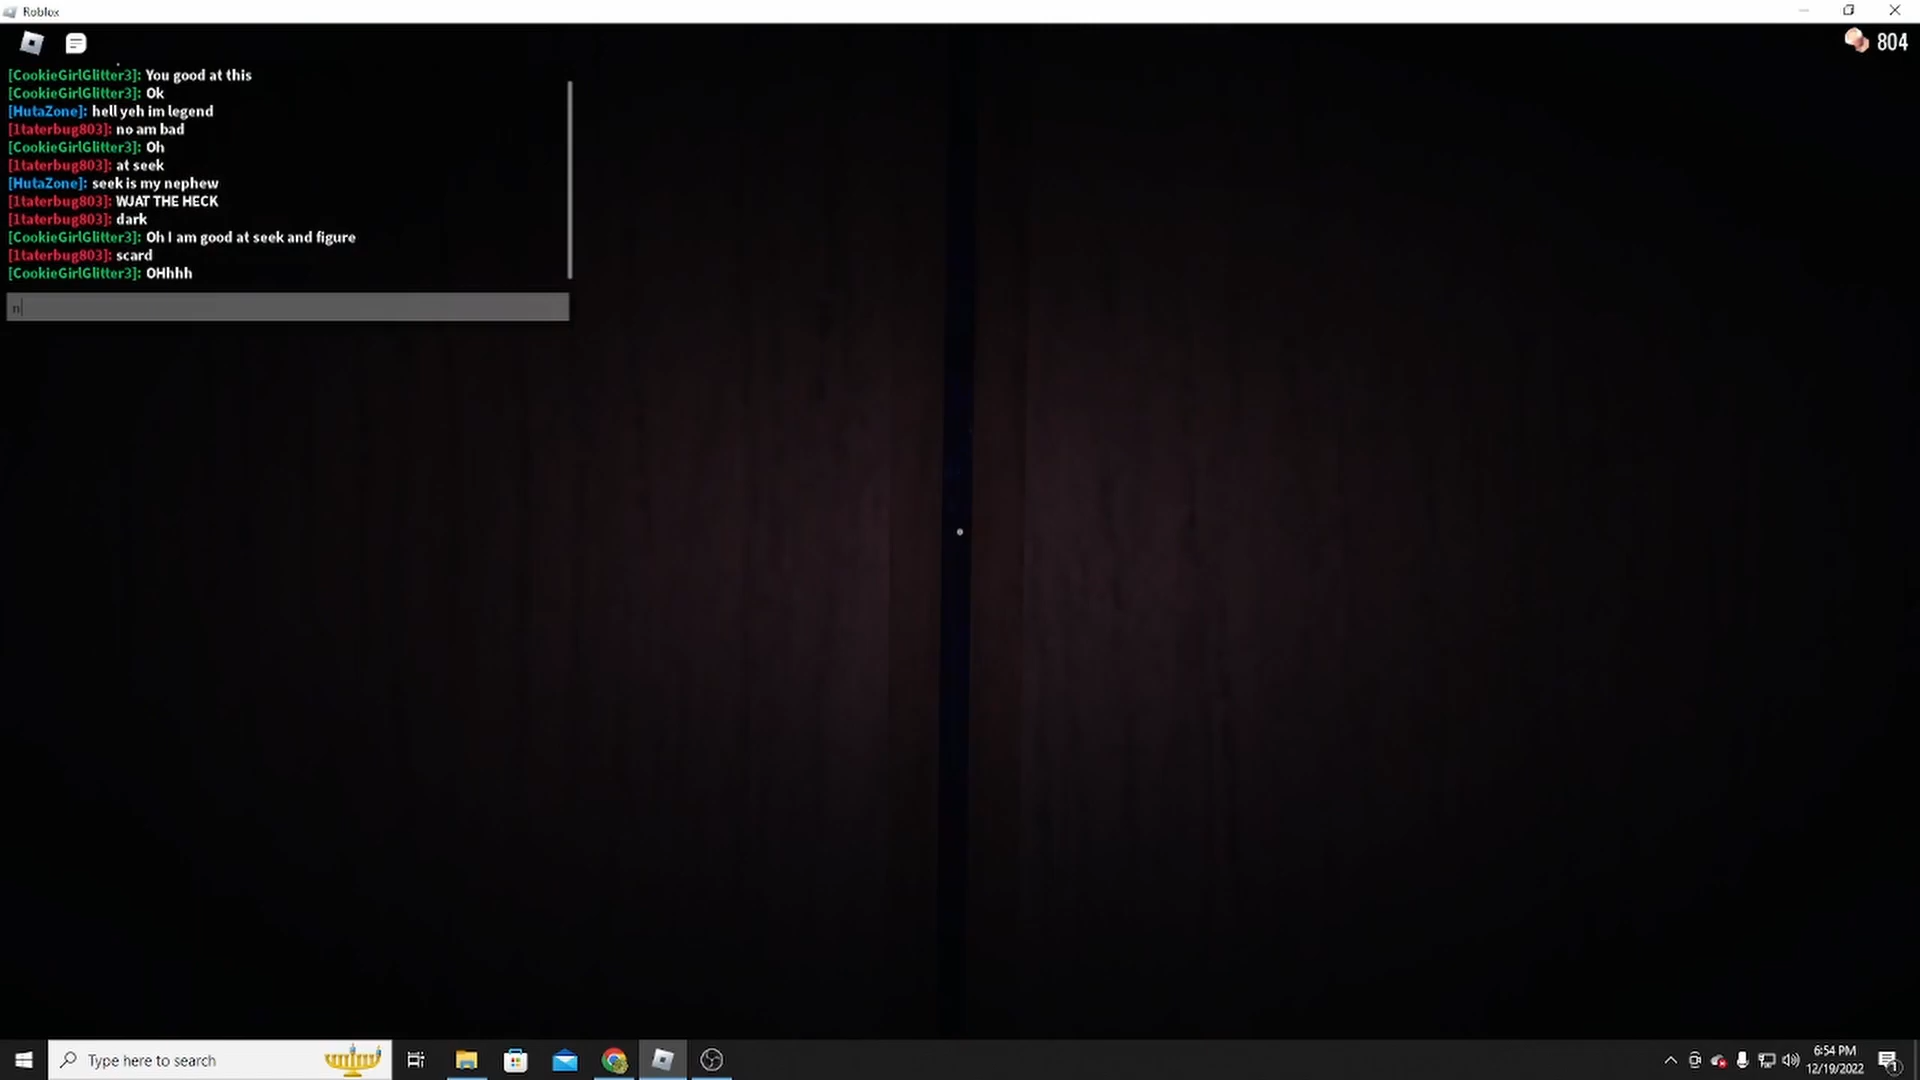 Roblox
804
[CookieGirlGlitter3]: You good at this
[CookieGirlGlitter3]: Ok
[HutaZone]: hell yeh im legend
[1taterbug803]: no am bad
[CookieGirlGlitter3]: Oh
[1taterbug803]: at seek
[HutaZone]: seek is my nephew
[1taterbug803]: WJAT THE HECK
[1taterbug803]: dark
[CookieGirlGlitter3]: Oh I am good at seek and figure
[1taterbug803]: scard
[CookieGirlGlitter3]: OHhhh
n
Type here to search
6:54 PM
12/19/2022
1